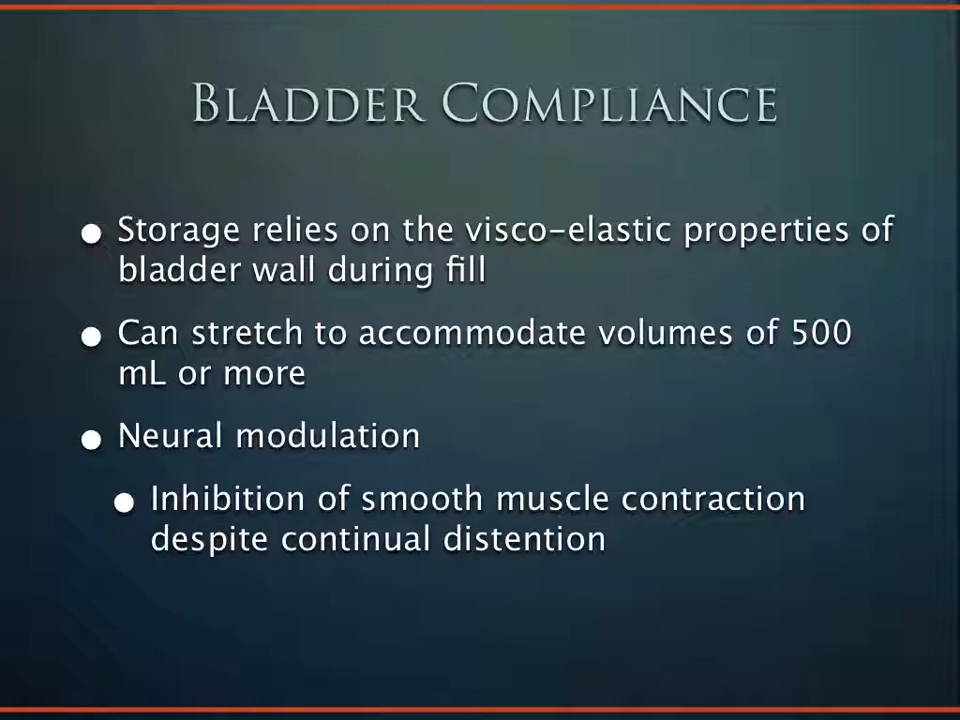 Bladder Compliance
• Storage relies on the visco-elastic properties of
bladder wall during fill
• Can stretch to accommodate volumes of 500
mL or more
• Neural modulation
• Inhibition of smooth muscle contraction
despite continual distention